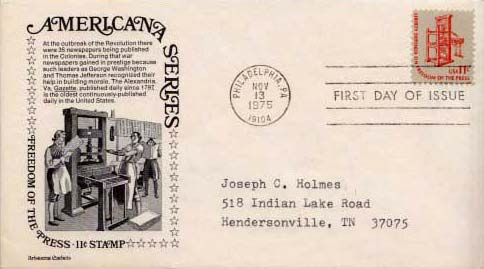 AMERICANA SERIES
At the outbreak of the Revolution there
were 35 newspapers being published
in the Colonies. During that war
newspapers gained in prestige because
such leaders as George Washington
and Thomas Jefferson recognized their
help in building morale. The Alexandria,
Va. Gazette, published daily since 1797,
is the oldest continuously-published
daily in the United States.
FREEDOM OF THE PRESS · 11c STAMP
Artmaster
PHILADELPHIA, PA
NOV
13
1975
19104
FIRST DAY OF ISSUE
USA 11c
FREEDOM OF THE PRESS
Joseph C. Holmes
518 Indian Lake Road
Hendersonville, TN 37075